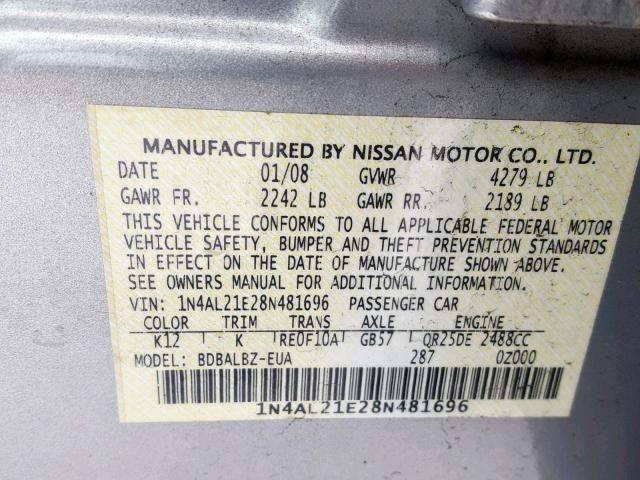 MANUFACTURED BY NISSAN MOTOR CO., LTD.
DATE 01/08 GVWR 4279 LB
GAWR FR. 2242 LB GAWR RR. 2189 LB
THIS VEHICLE CONFORMS TO ALL APPLICABLE FEDERAL MOTOR
VEHICLE SAFETY, BUMPER AND THEFT PREVENTION STANDARDS
IN EFFECT ON THE DATE OF MANUFACTURE SHOWN ABOVE.
SEE OWNERS MANUAL FOR ADDITIONAL INFORMATION.
VIN: 1N4AL21E28N481696 PASSENGER CAR
COLOR TRIM TRANS AXLE ENGINE
K12 K RE0F10A GB57 QR25DE 2488CC
MODEL: BDBALBZ-EUA 287 0Z000
1N4AL21E28N481696